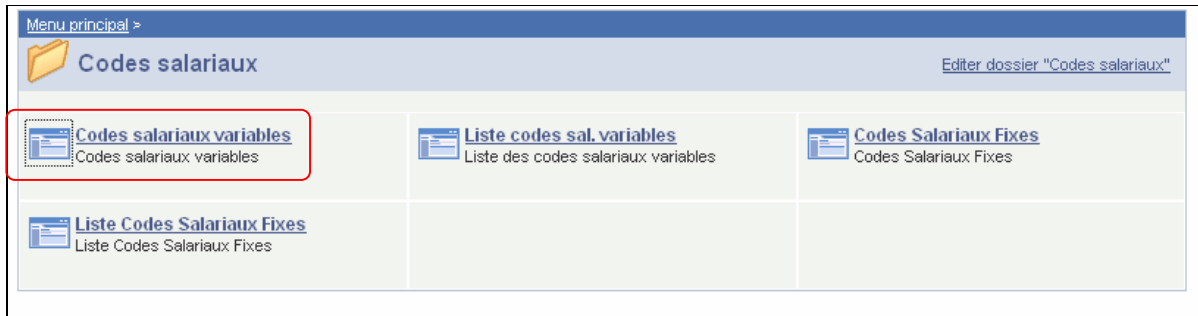 Menu principal >
Codes salariaux
Editer dossier "Codes salariaux"
Codes salariaux variables
Codes salariaux variables
Liste codes sal. variables
Liste des codes salariaux variables
Codes Salariaux Fixes
Codes Salariaux Fixes
Liste Codes Salariaux Fixes
Liste Codes Salariaux Fixes